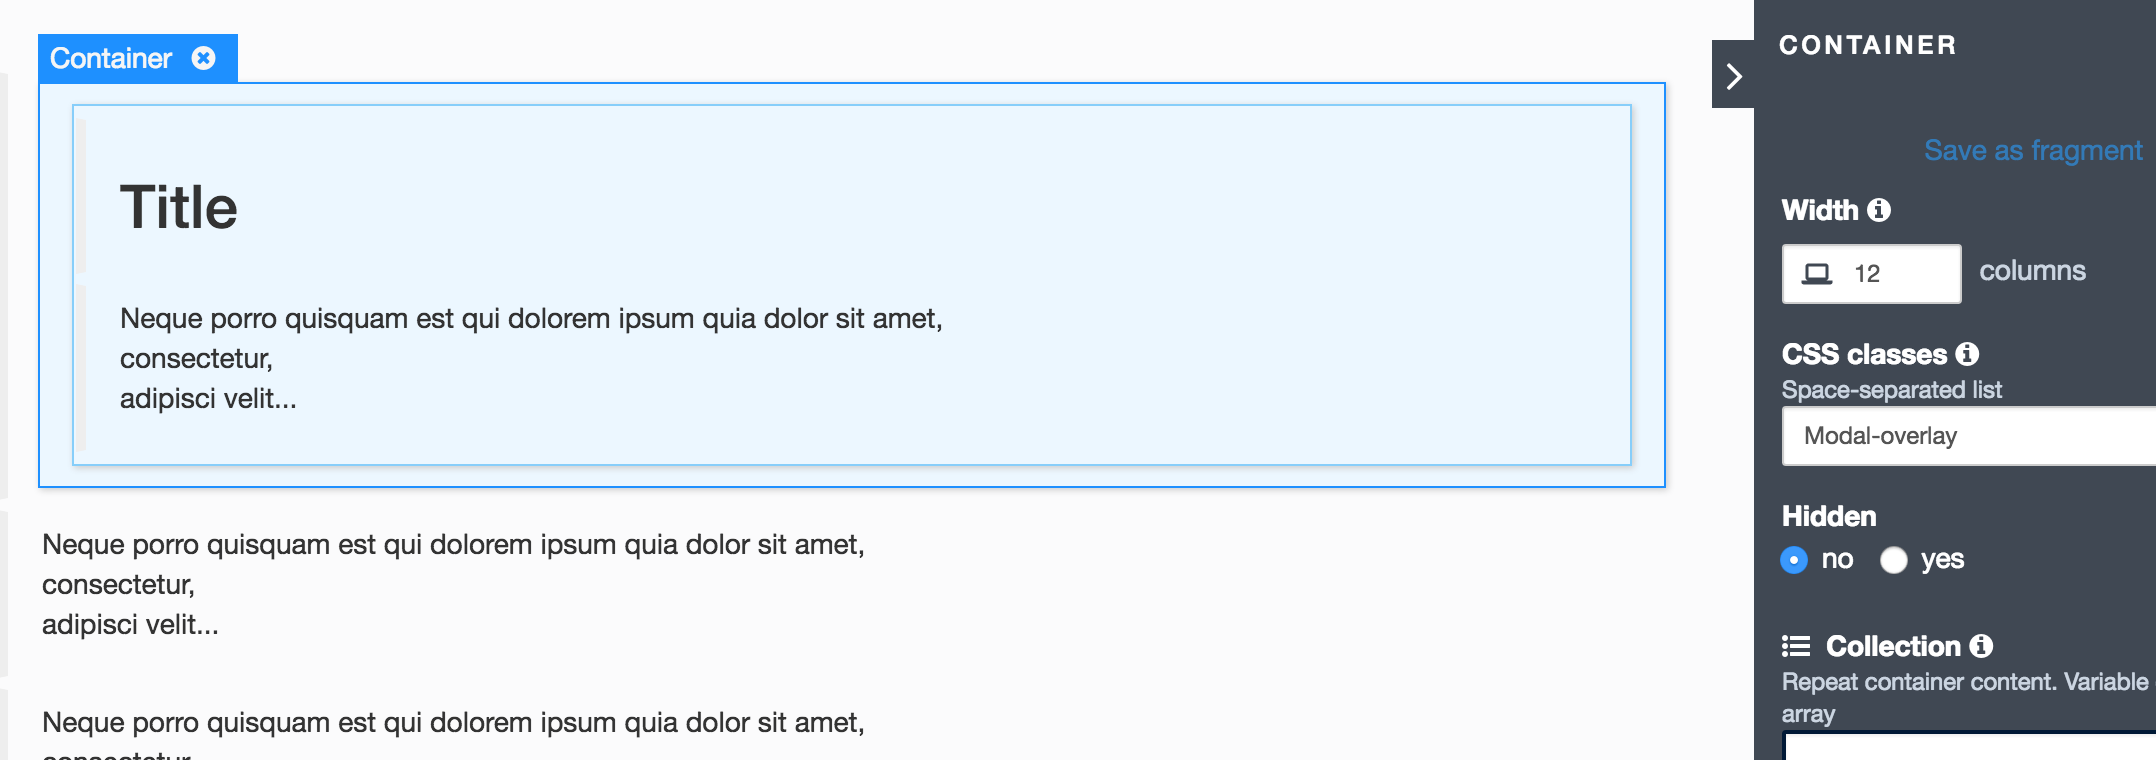 Container
Title
Neque porro quisquam est qui dolorem ipsum quia dolor sit amet,
consectetur,
adipisci velit...
Neque porro quisquam est qui dolorem ipsum quia dolor sit amet,
consectetur,
adipisci velit...
Neque porro quisquam est qui dolorem ipsum quia dolor sit amet,
consectetur,
CONTAINER
Save as fragment
Width
12 columns
CSS classes
Space-separated list
Modal-overlay
Hidden
no yes
Collection
Repeat container content. Variable
array